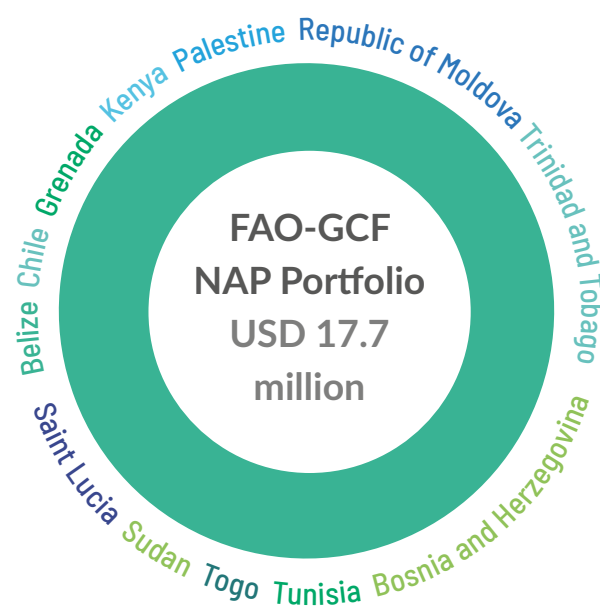 Belize
Chile
Grenada
Kenya
Palestine
Republic of Moldova
Trinidad and Tobago
FAO-GCF
NAP Portfolio
USD 17.7
million
Saint Lucia
Sudan
Togo
Tunisia
Bosnia and Herzegovina